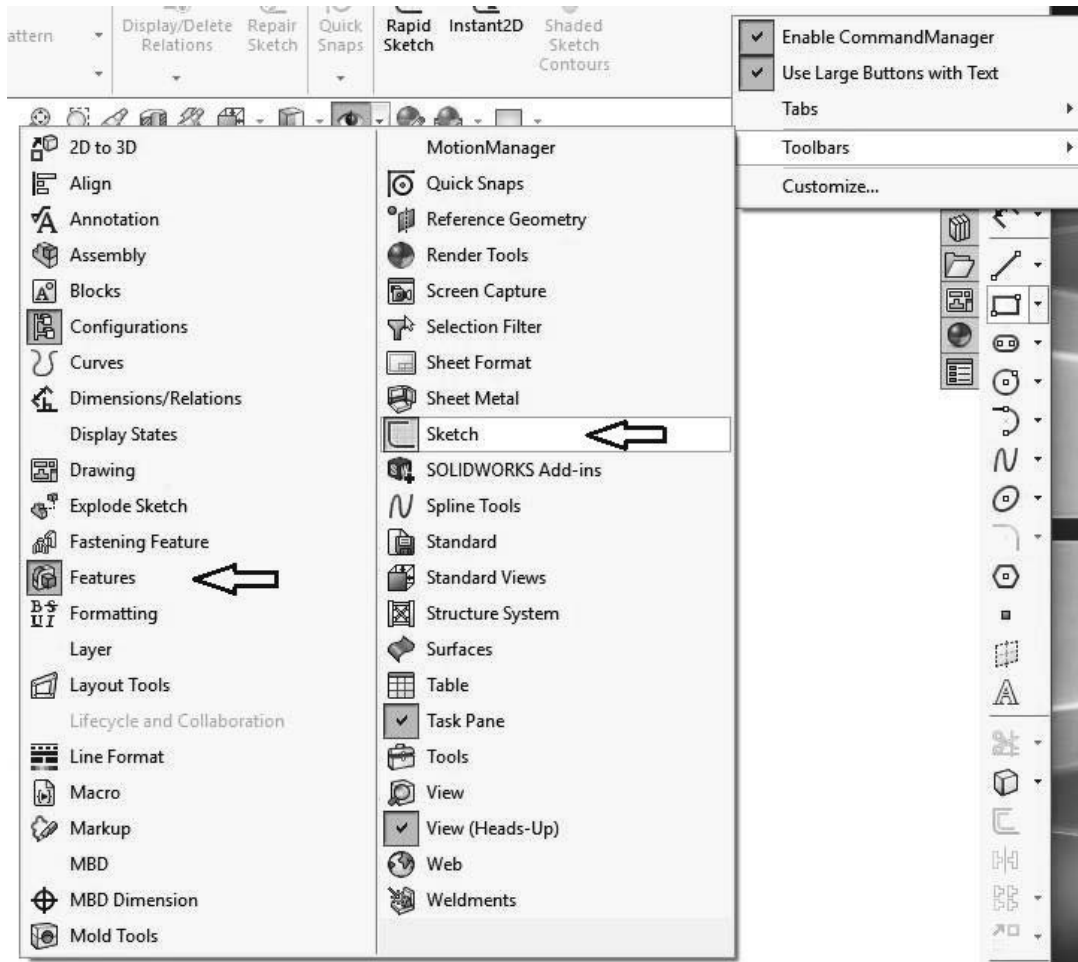 attern
Display/Delete
Relations
Repair
Sketch
Quick
Snaps
Rapid
Sketch
Instant2D
Shaded
Sketch
Contours
Enable CommandManager
Use Large Buttons with Text
Tabs
Toolbars
Customize...
2D to 3D
Align
Annotation
Assembly
Blocks
Configurations
Curves
Dimensions/Relations
Display States
Drawing
Explode Sketch
Fastening Feature
Features
Formatting
Layer
Layout Tools
Lifecycle and Collaboration
Line Format
Macro
Markup
MBD
MBD Dimension
Mold Tools
MotionManager
Quick Snaps
Reference Geometry
Render Tools
Screen Capture
Selection Filter
Sheet Format
Sheet Metal
Sketch
SOLIDWORKS Add-ins
Spline Tools
Standard
Standard Views
Structure System
Surfaces
Table
Task Pane
Tools
View
View (Heads-Up)
Web
Weldments